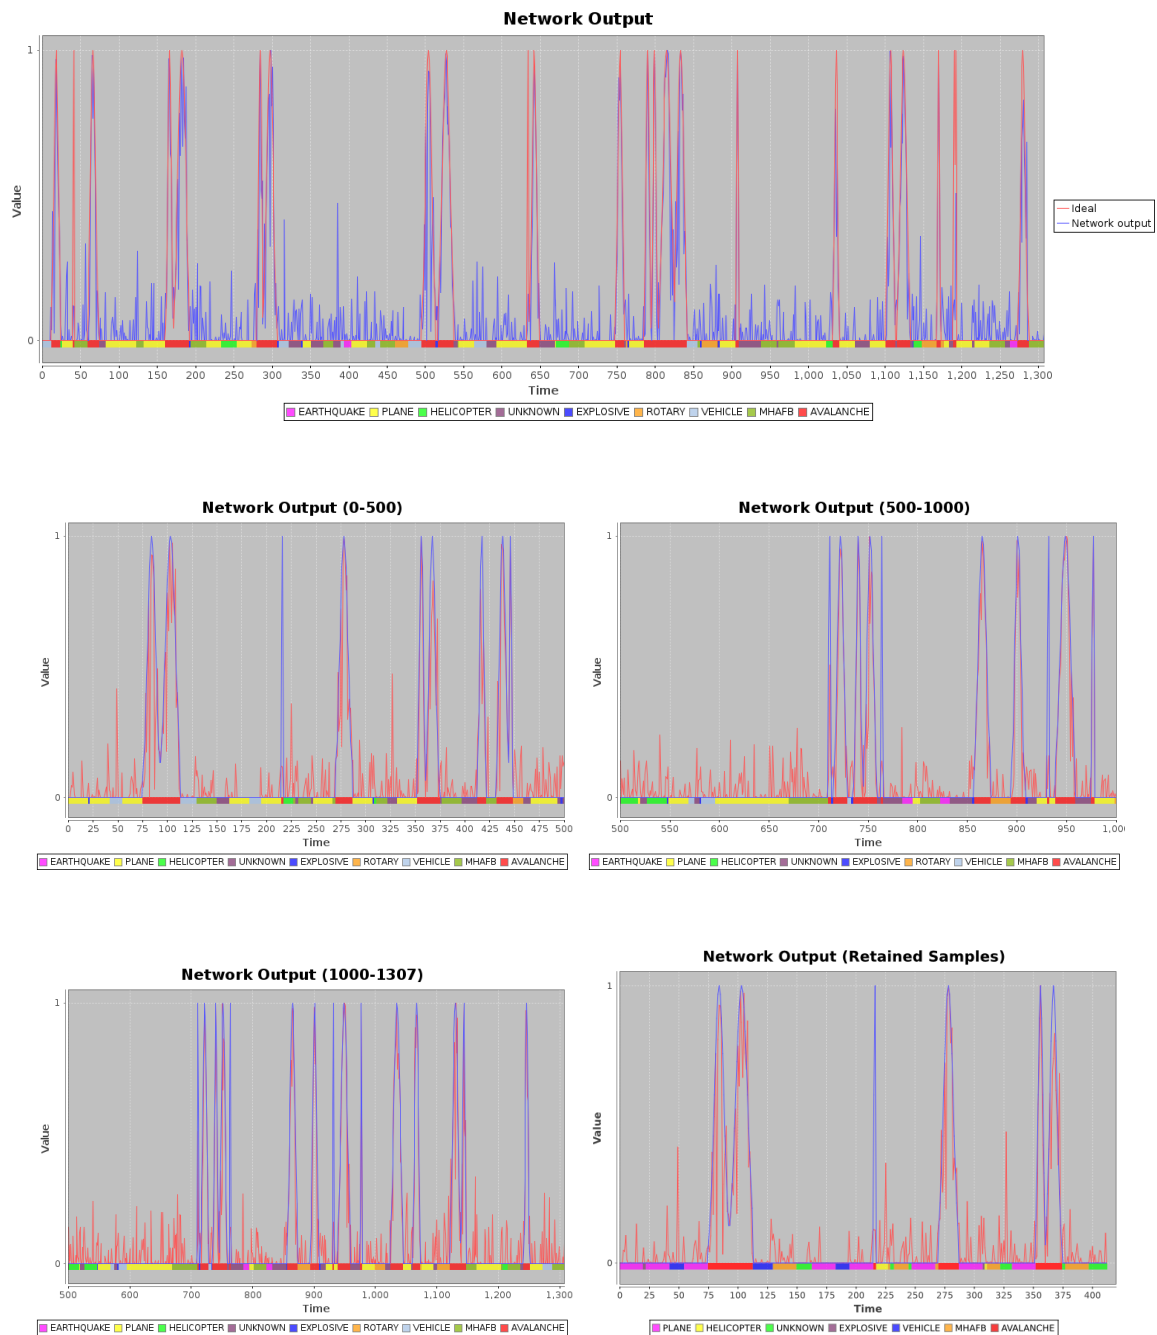 Network Output
1
Value
0
0 50 100 150 200 250 300 350 400 450 500 550 600 650 700 750 800 850 900 950 1,000 1,050 1,100 1,150 1,200 1,250 1,300
Time
Ideal
Network output
EARTHQUAKE PLANE HELICOPTER UNKNOWN EXPLOSIVE ROTARY VEHICLE MHAFB AVALANCHE
Network Output (0-500)
1
Value
0
0 25 50 75 100 125 150 175 200 225 250 275 300 325 350 375 400 425 450 475 500
Time
EARTHQUAKE PLANE HELICOPTER UNKNOWN EXPLOSIVE ROTARY VEHICLE MHAFB AVALANCHE
Network Output (500-1000)
1
Value
0
500 550 600 650 700 750 800 850 900 950 1,000
Time
EARTHQUAKE PLANE HELICOPTER UNKNOWN EXPLOSIVE ROTARY VEHICLE MHAFB AVALANCHE
Network Output (1000-1307)
1
Value
0
500 600 700 800 900 1,000 1,100 1,200 1,300
Time
EARTHQUAKE PLANE HELICOPTER UNKNOWN EXPLOSIVE ROTARY VEHICLE MHAFB AVALANCHE
Network Output (Retained Samples)
1
Value
0
0 25 50 75 100 125 150 175 200 225 250 275 300 325 350 375 400
Time
PLANE HELICOPTER UNKNOWN EXPLOSIVE VEHICLE MHAFB AVALANCHE